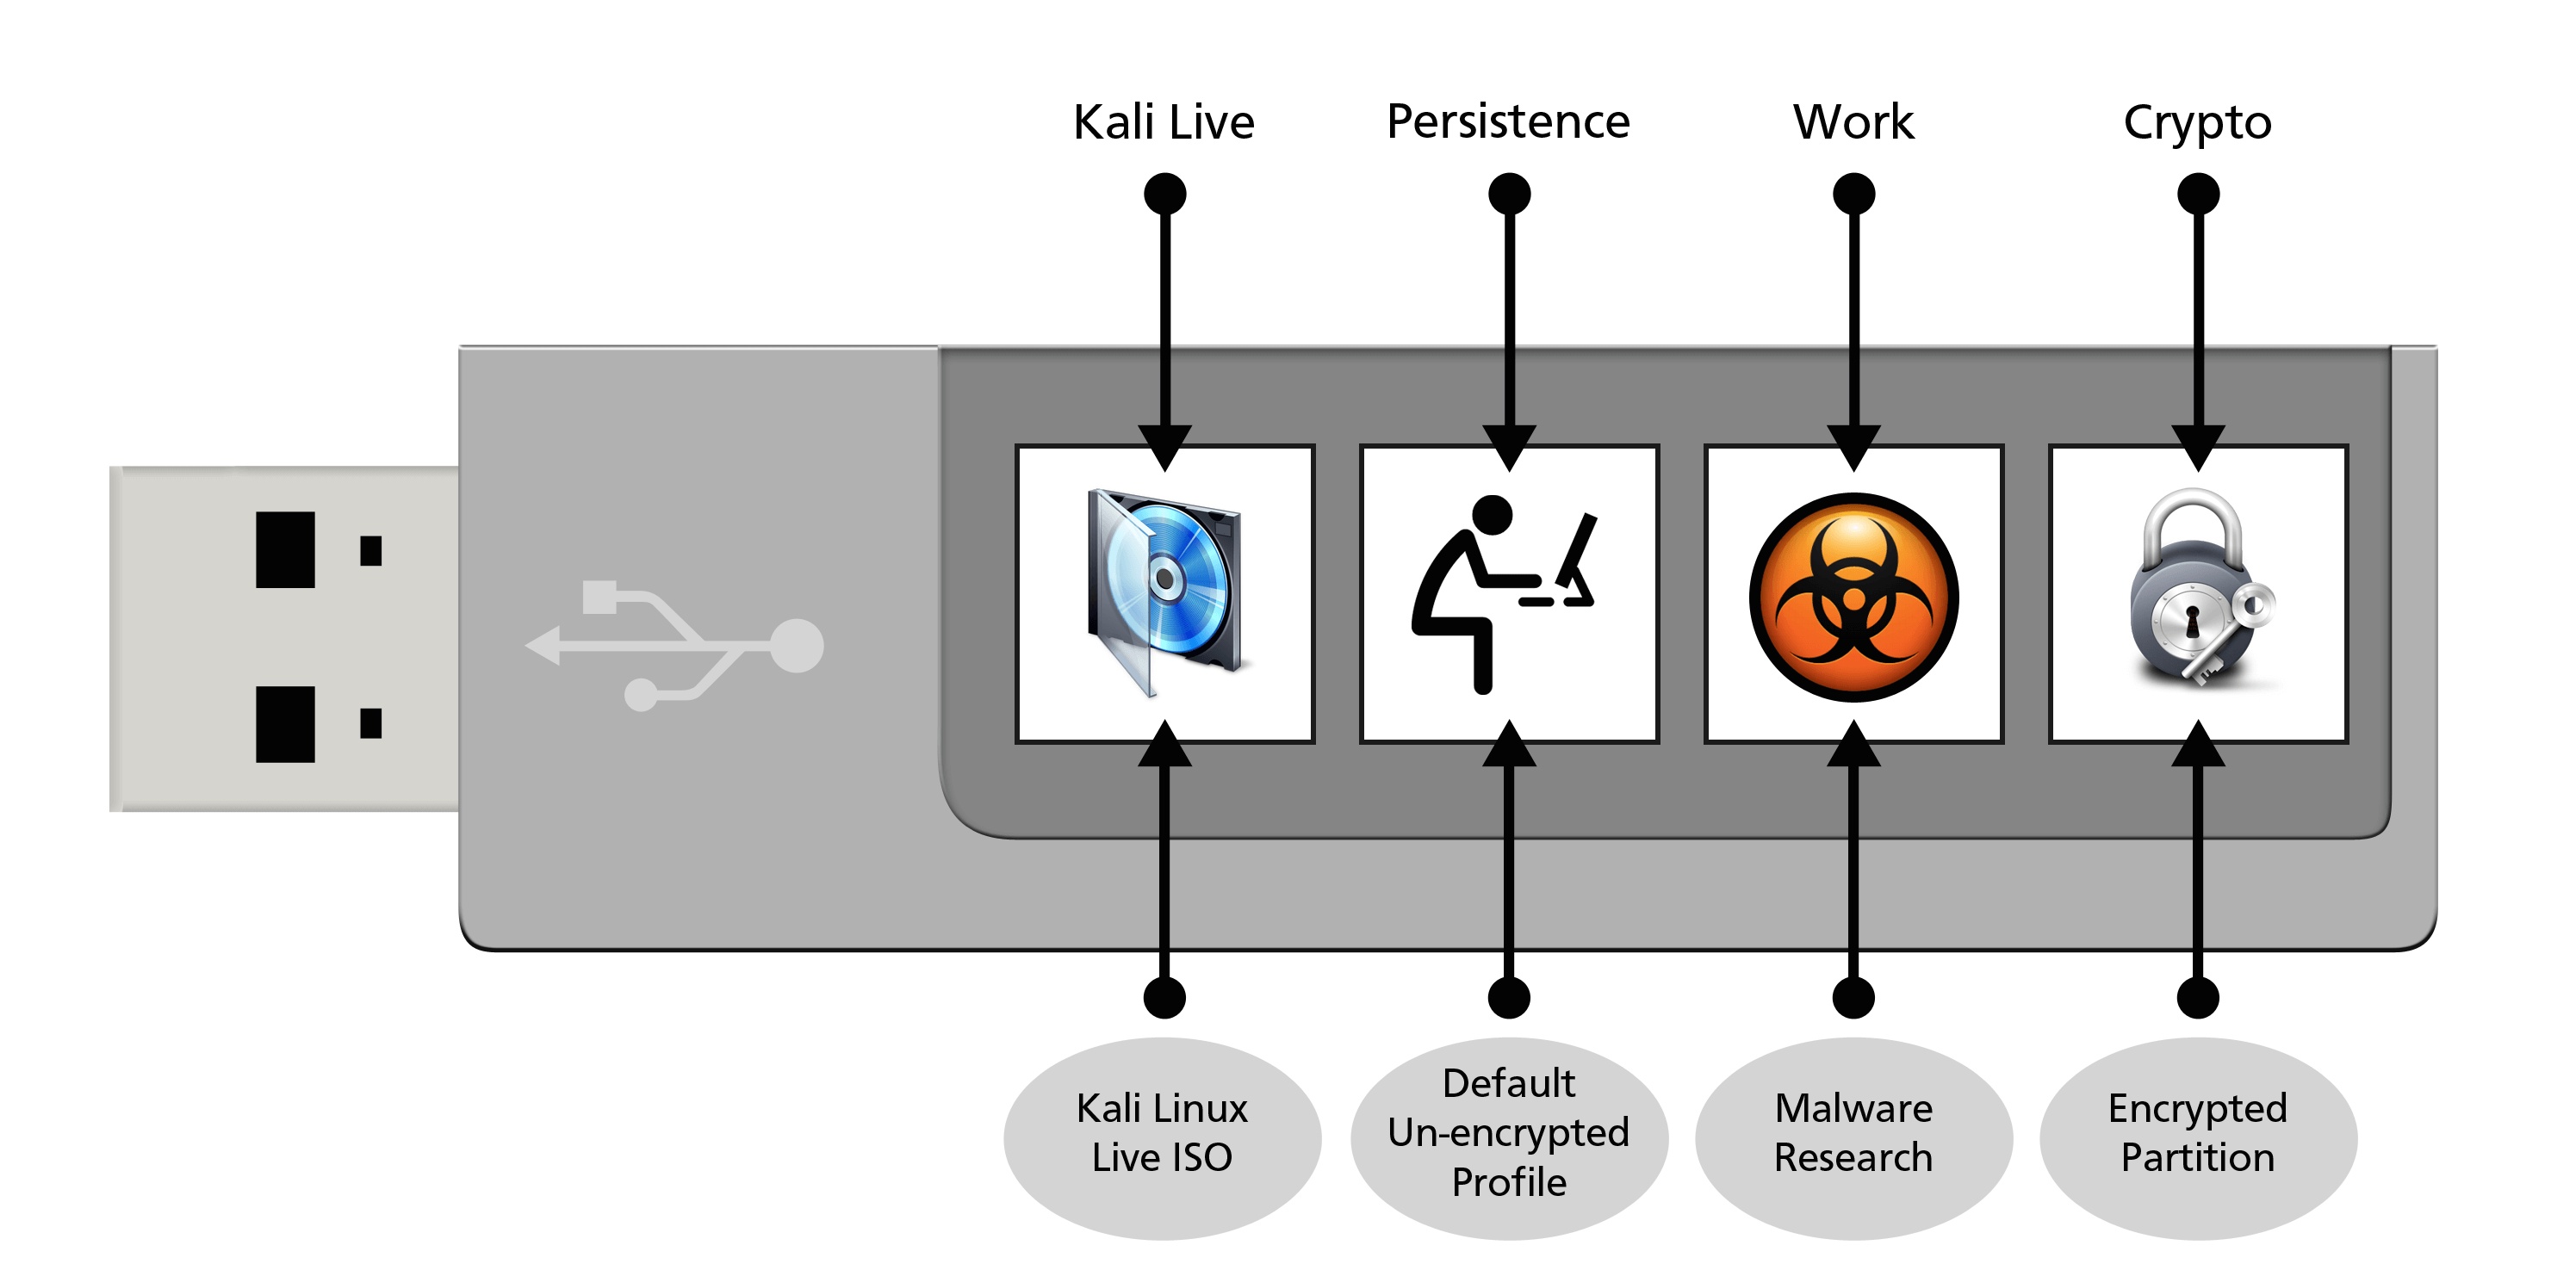 Kali Live
Persistence
Work
Crypto
Kali Linux
Live ISO
Default
Un-encrypted
Profile
Malware
Research
Encrypted
Partition